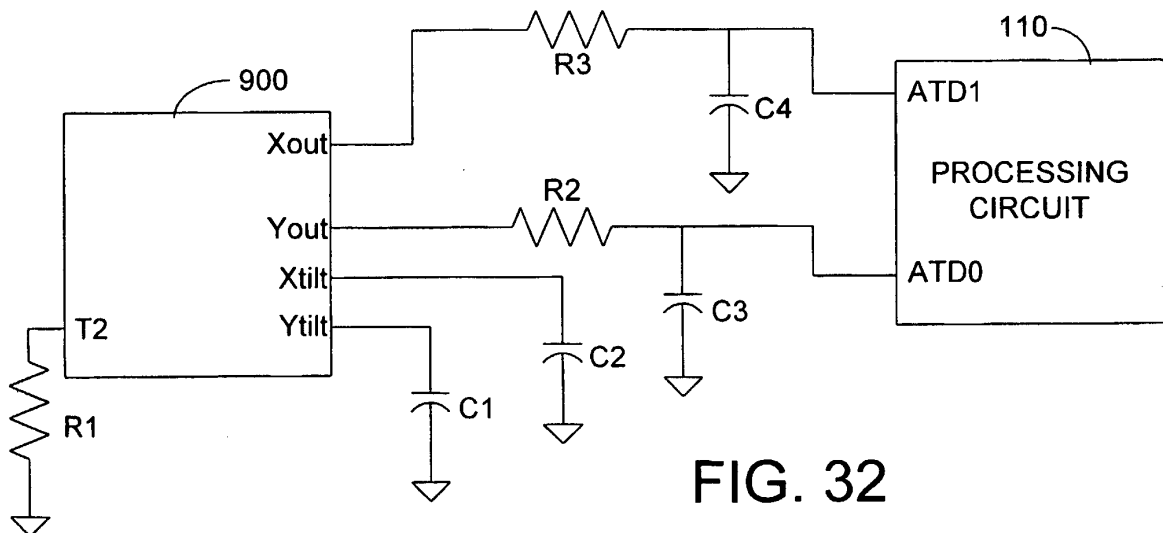 900
Xout
Yout
Xtilt
Ytilt
T2
R1
R3
C4
R2
C3
C2
C1
110
ATD1
PROCESSING
CIRCUIT
ATD0
FIG. 32